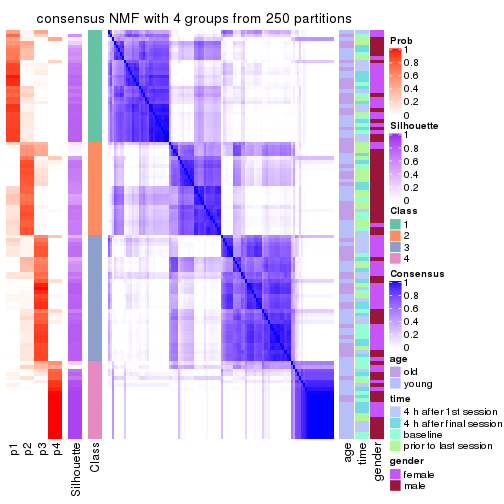 consensus NMF with 4 groups from 250 partitions
p1
p2
p3
p4
Silhouette
Class
age
time
gender
Prob
1
0.8
0.6
0.4
0.2
0
Silhouette
1
0.8
0.6
0.4
0.2
0
Class
1
2
3
4
Consensus
1
0.8
0.6
0.4
0.2
0
age
old
young
time
4 h after 1st session
4 h after final session
baseline
prior to last session
gender
female
male